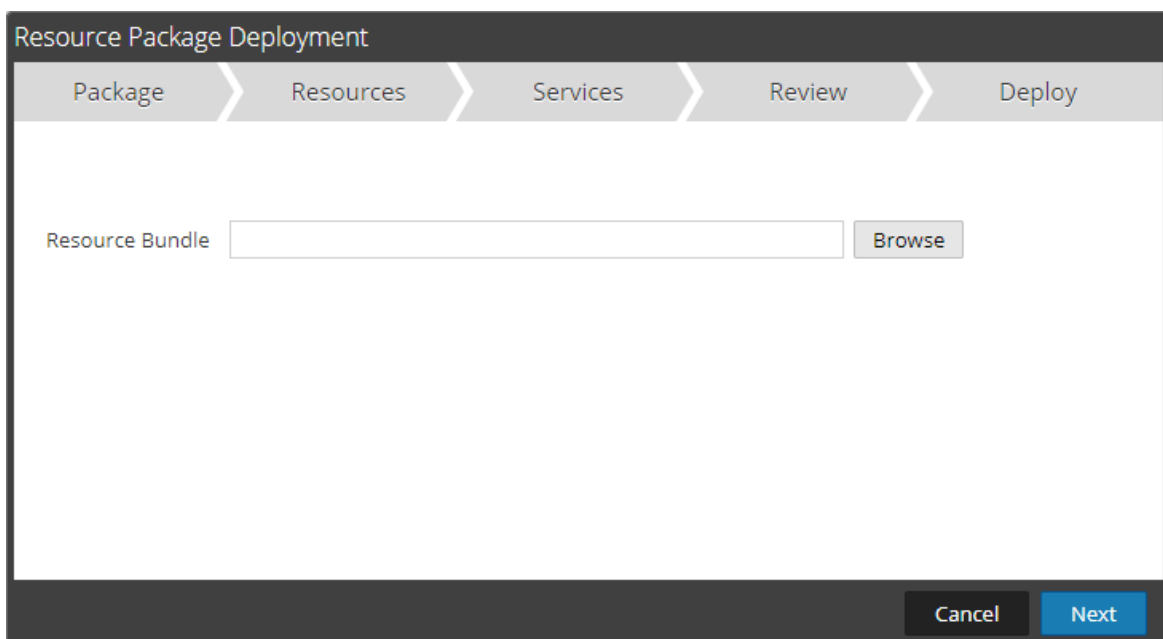 Resource Package Deployment
Package Resources Services Review Deploy
Resource Bundle Browse
Cancel Next